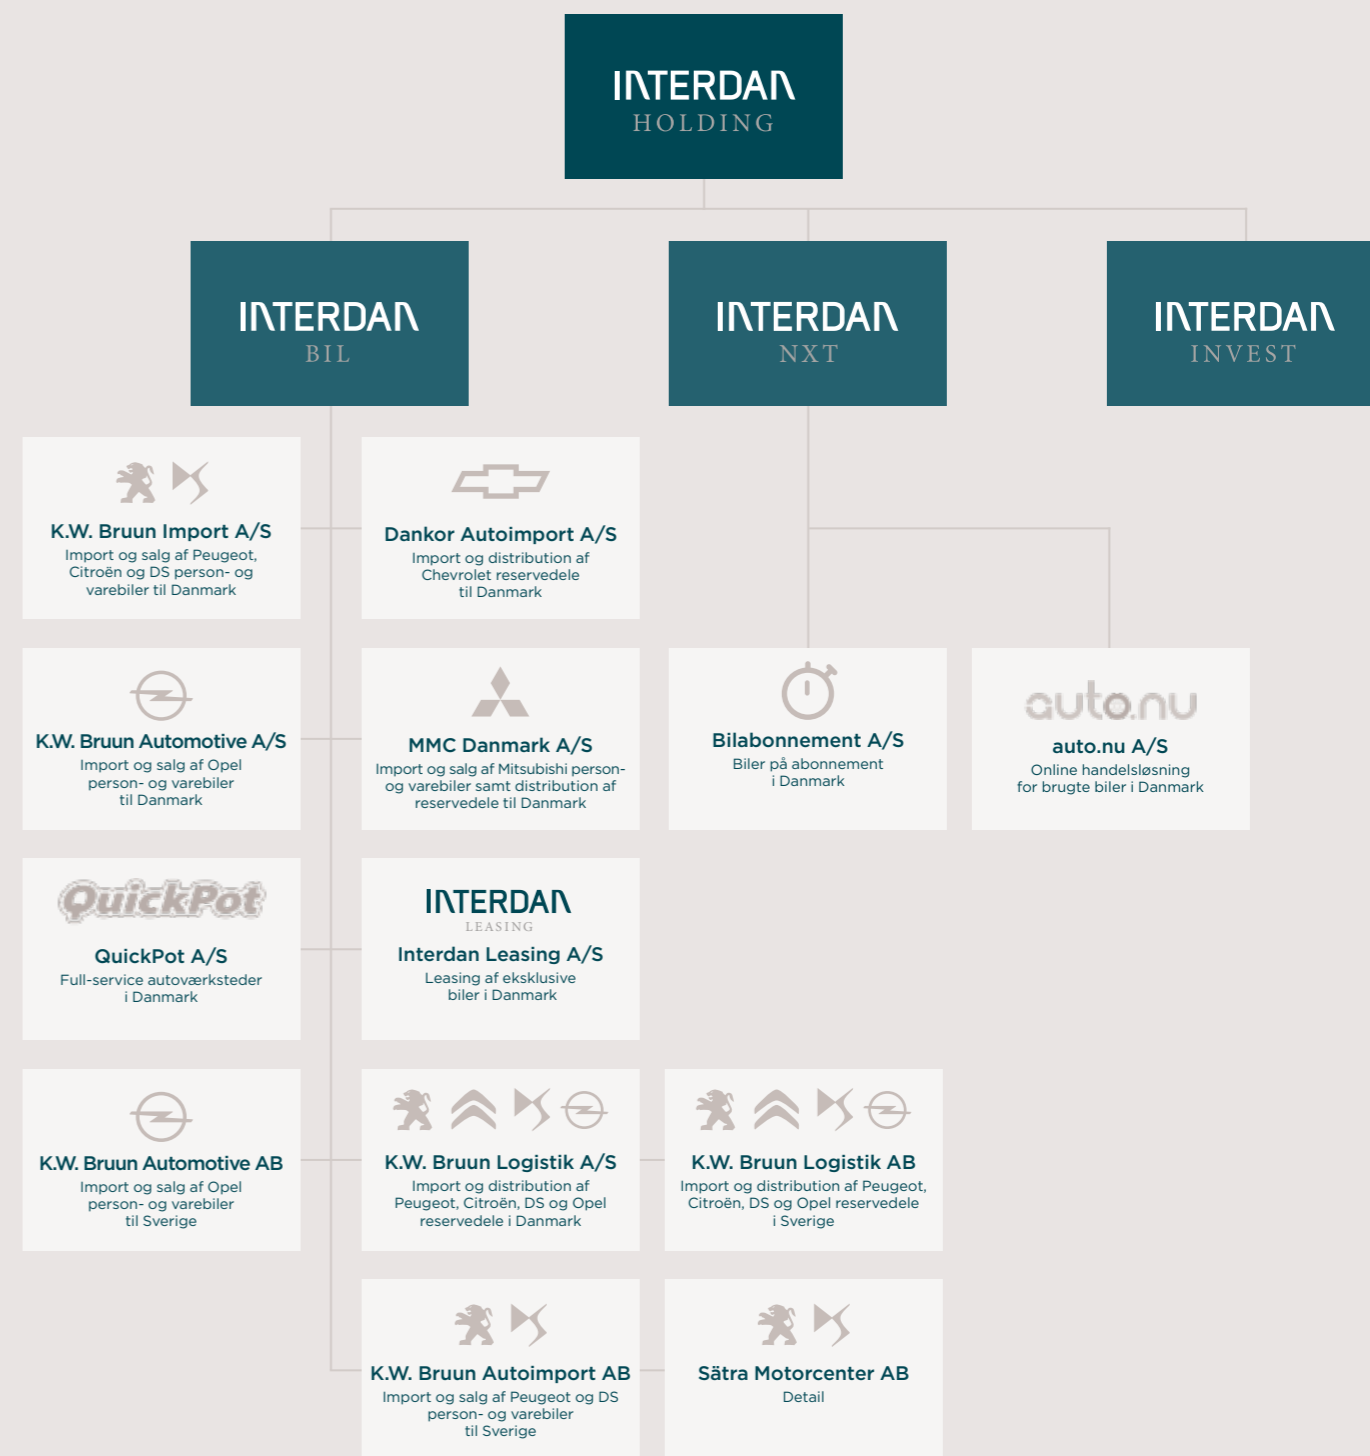 INTERDAN
HOLDING
INTERDAN
BIL
INTERDAN
NXT
INTERDAN
INVEST
K.W. Bruun Import A/S
Import og salg af Peugeot,
Citroën og DS person- og
varebiler til Danmark
Dankor Autoimport A/S
Import og distribution af
Chevrolet reservedele
til Danmark
K.W. Bruun Automotive A/S
Import og salg af Opel
person- og varebiler
til Danmark
MMC Danmark A/S
Import og salg af Mitsubishi person-
og varebiler samt distribution af
reservedele til Danmark
Bilabonnement A/S
Biler på abonnement
i Danmark
auto.nu
auto.nu A/S
Online handelsløsning
for brugte biler i Danmark
QuickPot
QuickPot A/S
Full-service autoværksteder
i Danmark
INTERDAN
LEASING
Interdan Leasing A/S
Leasing af eksklusive
biler i Danmark
K.W. Bruun Automotive AB
Import og salg af Opel
person- og varebiler
til Sverige
K.W. Bruun Logistik A/S
Import og distribution af
Peugeot, Citroën, DS og Opel
reservedele i Danmark
K.W. Bruun Logistik AB
Import og distribution af Peugeot,
Citroën, DS og Opel reservedele
i Sverige
K.W. Bruun Autoimport AB
Import og salg af Peugeot og DS
person- og varebiler
til Sverige
Sätra Motorcenter AB
Detail